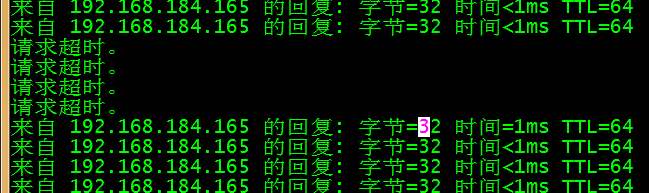 来自 192.168.184.165 的回复: 字节=32 时间<1ms TTL=64
来自 192.168.184.165 的回复: 字节=32 时间<1ms TTL=64
请求超时。
请求超时。
请求超时。
请求超时。
来自 192.168.184.165 的回复: 字节=32 时间=1ms TTL=64
来自 192.168.184.165 的回复: 字节=32 时间<1ms TTL=64
来自 192.168.184.165 的回复: 字节=32 时间<1ms TTL=64
来自 192.168.184.165 的回复: 字节=32 时间<1ms TTL=64